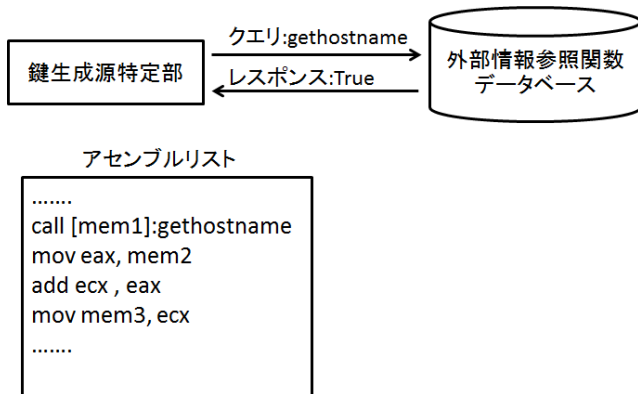 クエリ:gethostname
鍵生成源特定部
レスポンス:True
外部情報参照関数
データベース
アセンブルリスト
…….
call [mem1]:gethostname
mov eax, mem2
add ecx , eax
mov mem3, ecx
…….